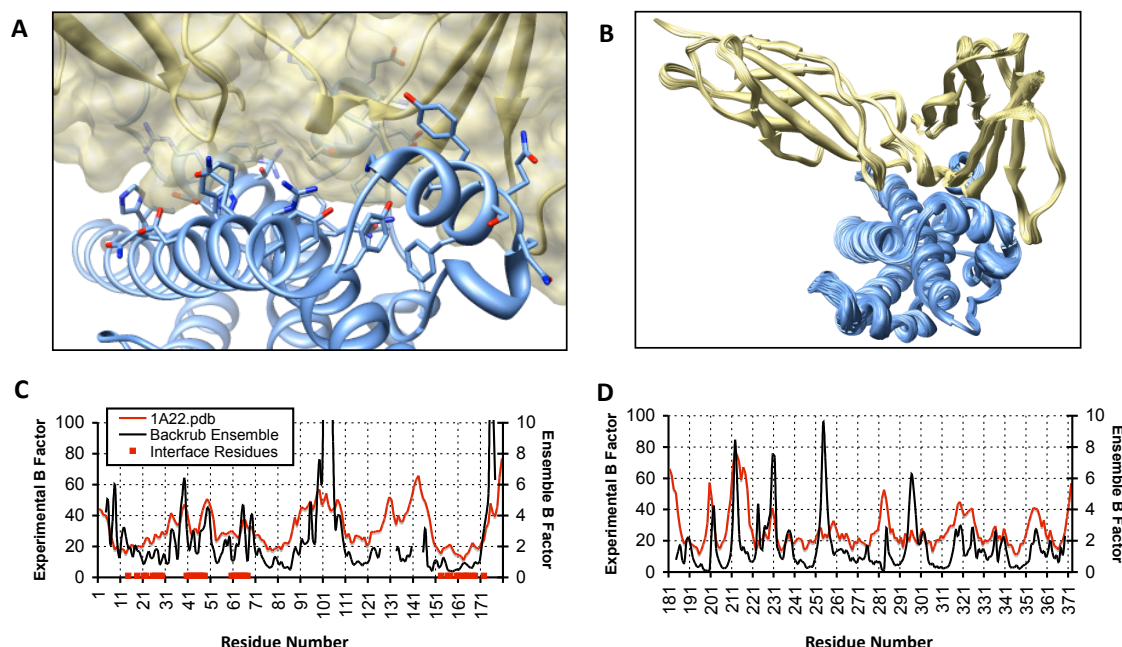 A
B
C
D
1A22.pdb
Backrub Ensemble
Interface Residues
Experimental B Factor
100
80
60
40
20
0
10
8
6
4
2
0
Ensemble B Factor
1 11 21 31 41 51 61 71 81 91 101 111 121 131 141 151 161 171
Residue Number
Experimental B Factor
100
80
60
40
20
0
10
8
6
4
2
0
Ensemble B Factor
181 191 201 211 221 231 241 251 261 271 281 291 301 311 321 331 341 351 361 371
Residue Number